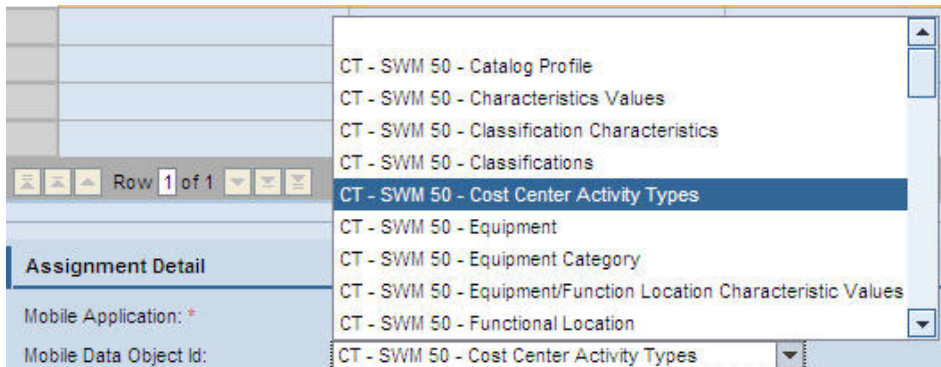 CT - SWM 50 - Catalog Profile
CT - SWM 50 - Characteristics Values
CT - SWM 50 - Classification Characteristics
CT - SWM 50 - Classifications
Row 1 of 1
CT - SWM 50 - Cost Center Activity Types
CT - SWM 50 - Equipment
Assignment Detail
CT - SWM 50 - Equipment Category
CT - SWM 50 - Equipment/Function Location Characteristic Values
Mobile Application: *
CT - SWM 50 - Functional Location
Mobile Data Object Id: CT - SWM 50 - Cost Center Activity Types